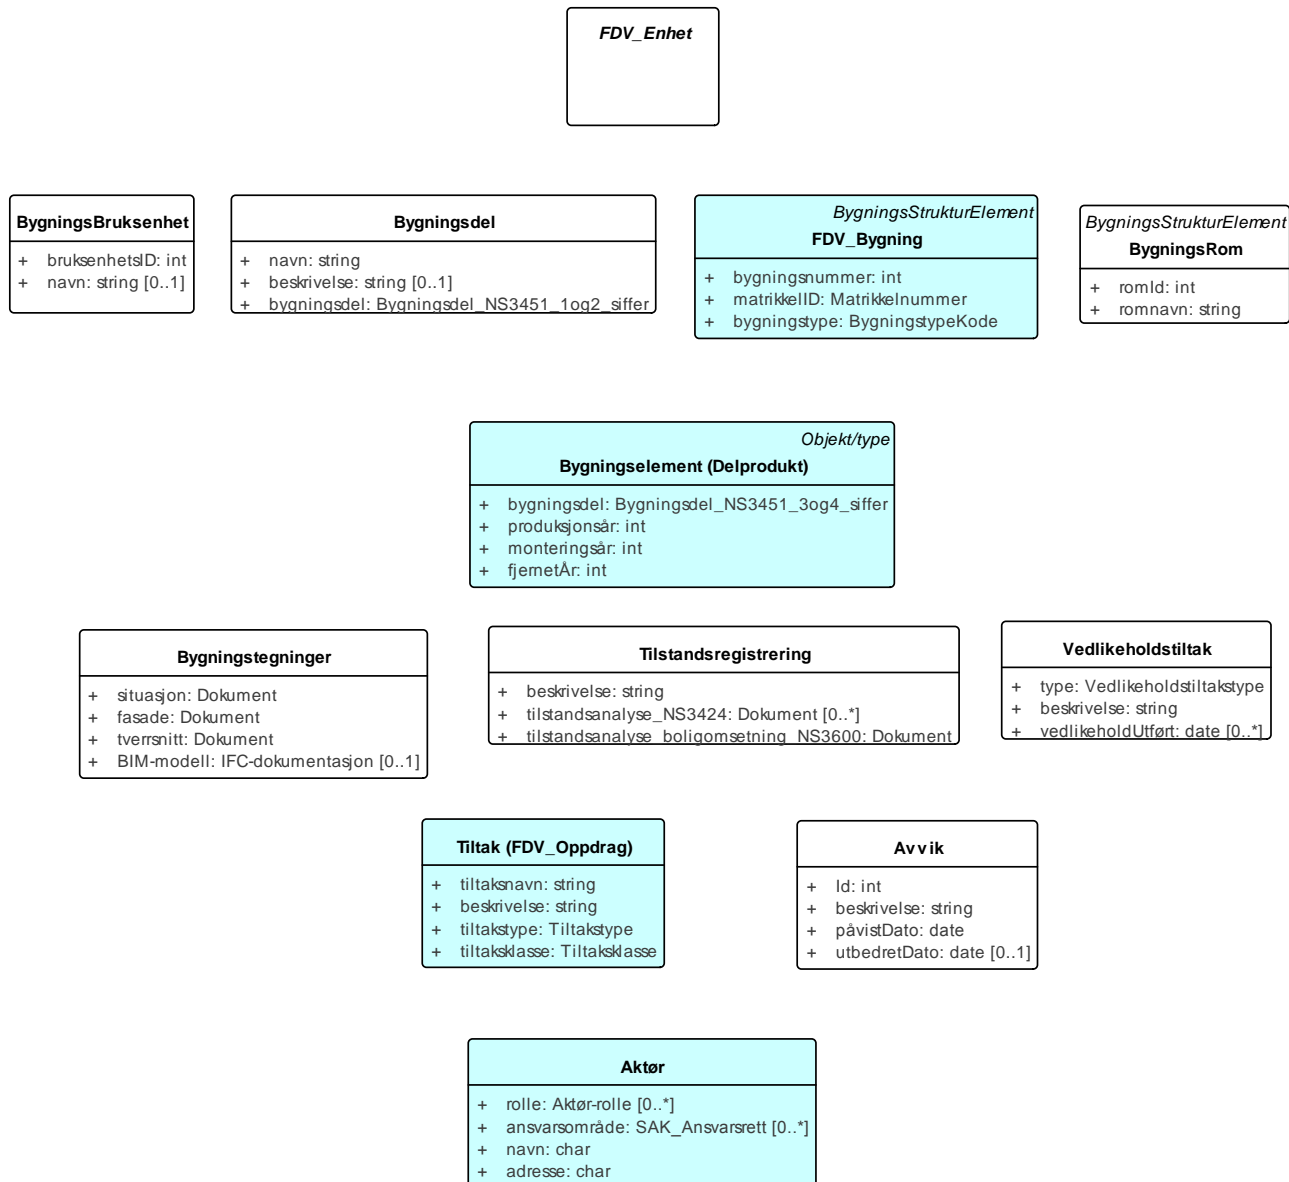 FDV_Enhet
BygningsBruksenhet
+ bruksenhetsID: int
+ navn: string [0..1]
Bygningsdel
+ navn: string
+ beskrivelse: string [0..1]
+ bygningsdel: Bygningsdel_NS3451_1og2_siffer
BygningsStrukturElement
FDV_Bygning
+ bygningsnummer: int
+ matrikkelID: Matrikkelnummer
+ bygningstype: BygningstypeKode
BygningsStrukturElement
BygningsRom
+ romId: int
+ romnavn: string
Objekt/type
Bygningselement (Delprodukt)
+ bygningsdel: Bygningsdel_NS3451_3og4_siffer
+ produksjonsår: int
+ monteringsår: int
+ fjernetÅr: int
Bygningstegninger
+ situasjon: Dokument
+ fasade: Dokument
+ tverrsnitt: Dokument
+ BIM-modell: IFC-dokumentasjon [0..1]
Tilstandsregistrering
+ beskrivelse: string
+ tilstandsanalyse_NS3424: Dokument [0..*]
+ tilstandsanalyse_boligomsetning_NS3600: Dokument
Vedlikeholdstiltak
+ type: Vedlikeholdstiltakstype
+ beskrivelse: string
+ vedlikeholdUtført: date [0..*]
Tiltak (FDV_Oppdrag)
+ tiltaksnavn: string
+ beskrivelse: string
+ tiltakstype: Tiltakstype
+ tiltaksklasse: Tiltaksklasse
Avvik
+ Id: int
+ beskrivelse: string
+ påvistDato: date
+ utbedretDato: date [0..1]
Aktør
+ rolle: Aktør-rolle [0..*]
+ ansvarsområde: SAK_Ansvarsrett [0..*]
+ navn: char
+ adresse: char